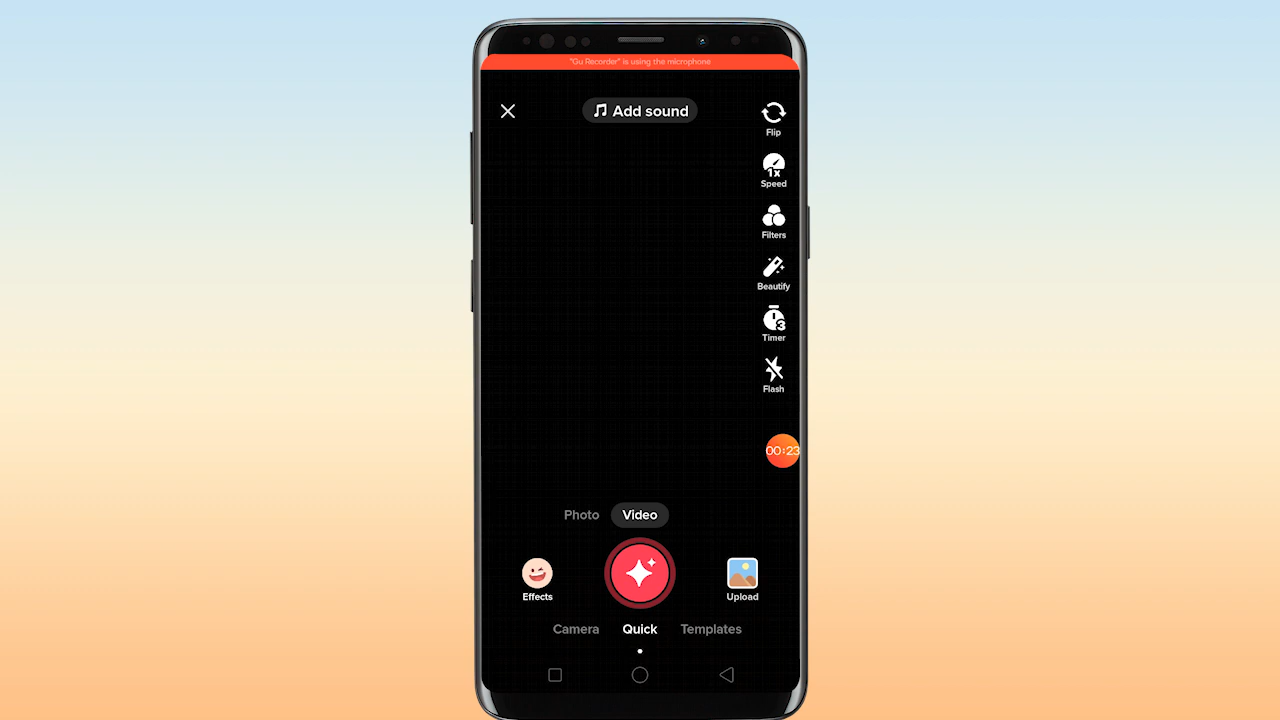 "Gu Recorder" is using the microphone
Add sound
Flip
1x
Speed
Filters
Beautify
3
Timer
Flash
00:23
Photo Video
Effects
Upload
Camera Quick Templates